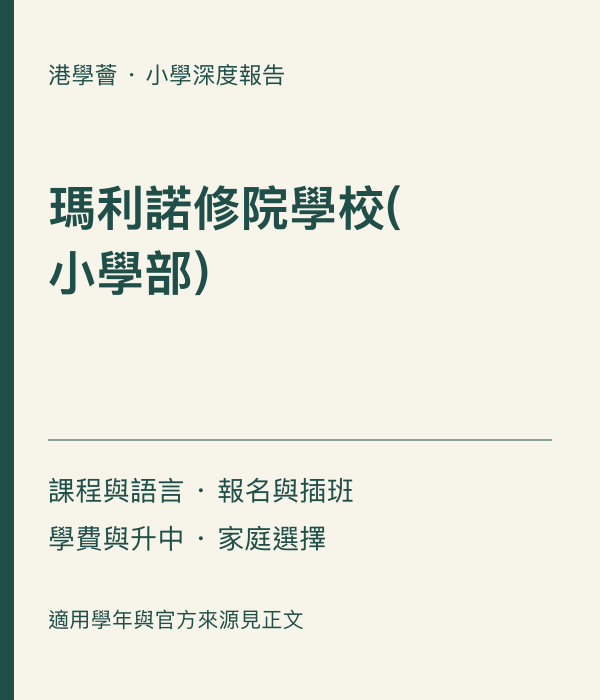 港學薈 · 小學深度報告
瑪利諾修院學校(
小學部)
課程與語言 · 報名與插班
學費與升中 · 家庭選擇
適用學年與官方來源見正文